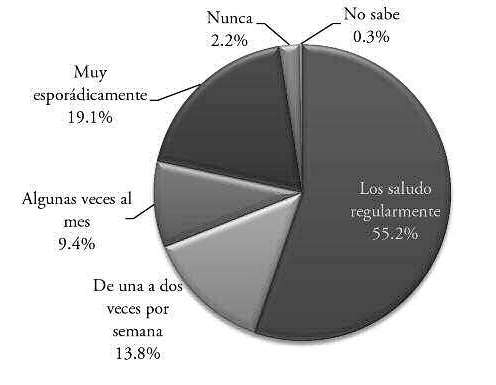 Nunca
2.2%
No sabe
0.3%
Muy
esporádicamente
19.1%
Los saludo
regularmente
55.2%
Algunas veces al
mes
9.4%
De una a dos
veces por
semana
13.8%